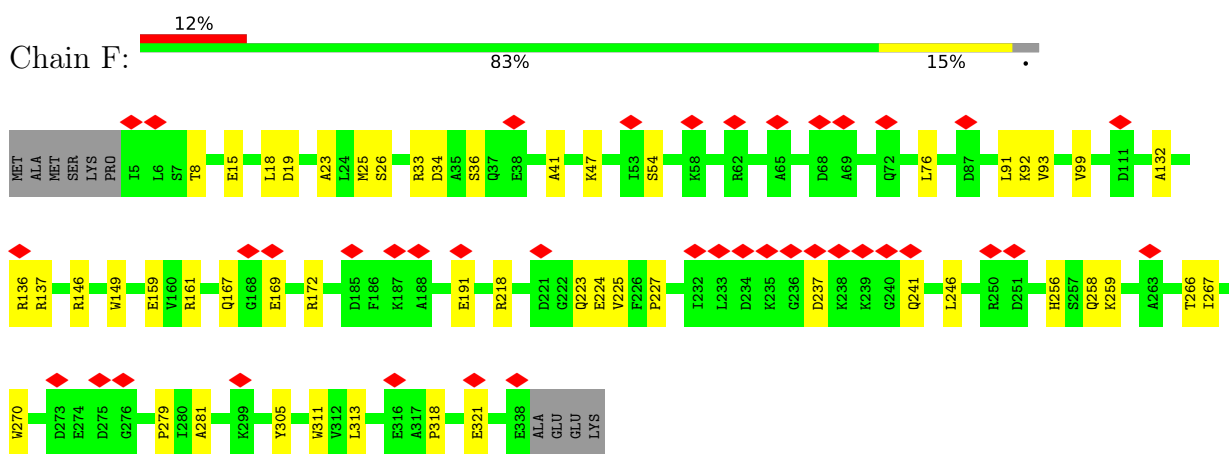 12%
Chain F:
83% 15% •
MET ALA MET SER LYS PRO I5 L6 S7 T8 E15 L18 D19 A23 L24 M25 S26 R33 D34 A35 S36 Q37 E38 A41 K47 I53 S54 K58 R62 A65 D68 A69 Q72 L76 D87 L91 K92 V93 V99 D111 A132
R136 R137 R146 W149 E159 V160 R161 Q167 G168 E169 R172 D185 F186 K187 A188 E191 R218 D221 G222 Q223 E224 V225 F226 P227 I232 L233 D234 K235 G236 D237 K238 K239 G240 Q241 L246 R250 D251 H256 S257 Q258 K259 A263 T266 I267
W270 D273 E274 D275 G276 P279 I280 A281 K299 Y305 W311 V312 L313 E316 A317 P318 E321 E338 ALA GLU GLU LYS